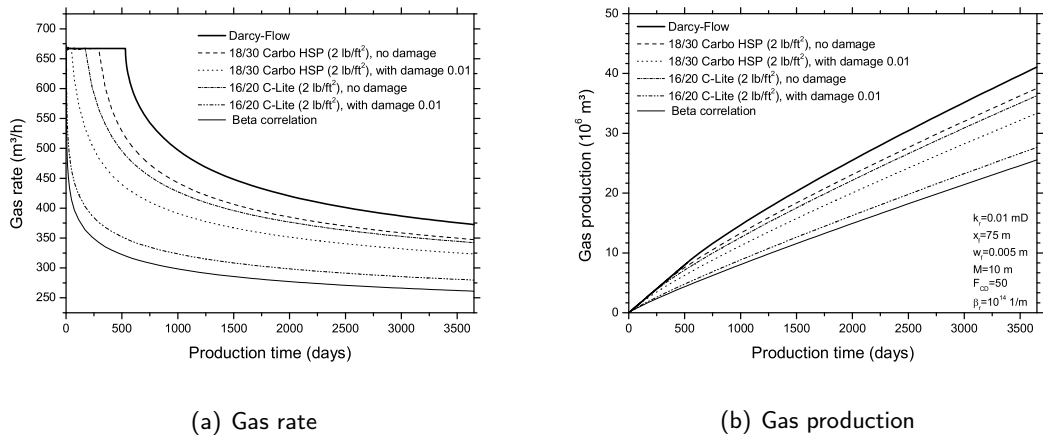 700
650
600
550
500
450
400
350
300
250
Gas rate (m³/h)
Darcy-Flow
18/30 Carbo HSP (2 lb/ft²), no damage
18/30 Carbo HSP (2 lb/ft²), with damage 0.01
16/20 C-Lite (2 lb/ft²), no damage
16/20 C-Lite (2 lb/ft²), with damage 0.01
Beta correlation
0 500 1000 1500 2000 2500 3000 3500
Production time (days)
(a) Gas rate
50
40
30
20
10
0
Gas production (10⁶ m³)
Darcy-Flow
18/30 Carbo HSP (2 lb/ft²), no damage
18/30 Carbo HSP (2 lb/ft²), with damage 0.01
16/20 C-Lite (2 lb/ft²), no damage
16/20 C-Lite (2 lb/ft²), with damage 0.01
Beta correlation
kᵣ=0.01 mD
x_f=75 m
w_f=0.005 m
M=10 m
F_CD=50
βᵣ=10¹⁴ 1/m
0 500 1000 1500 2000 2500 3000 3500
Production time (days)
(b) Gas production